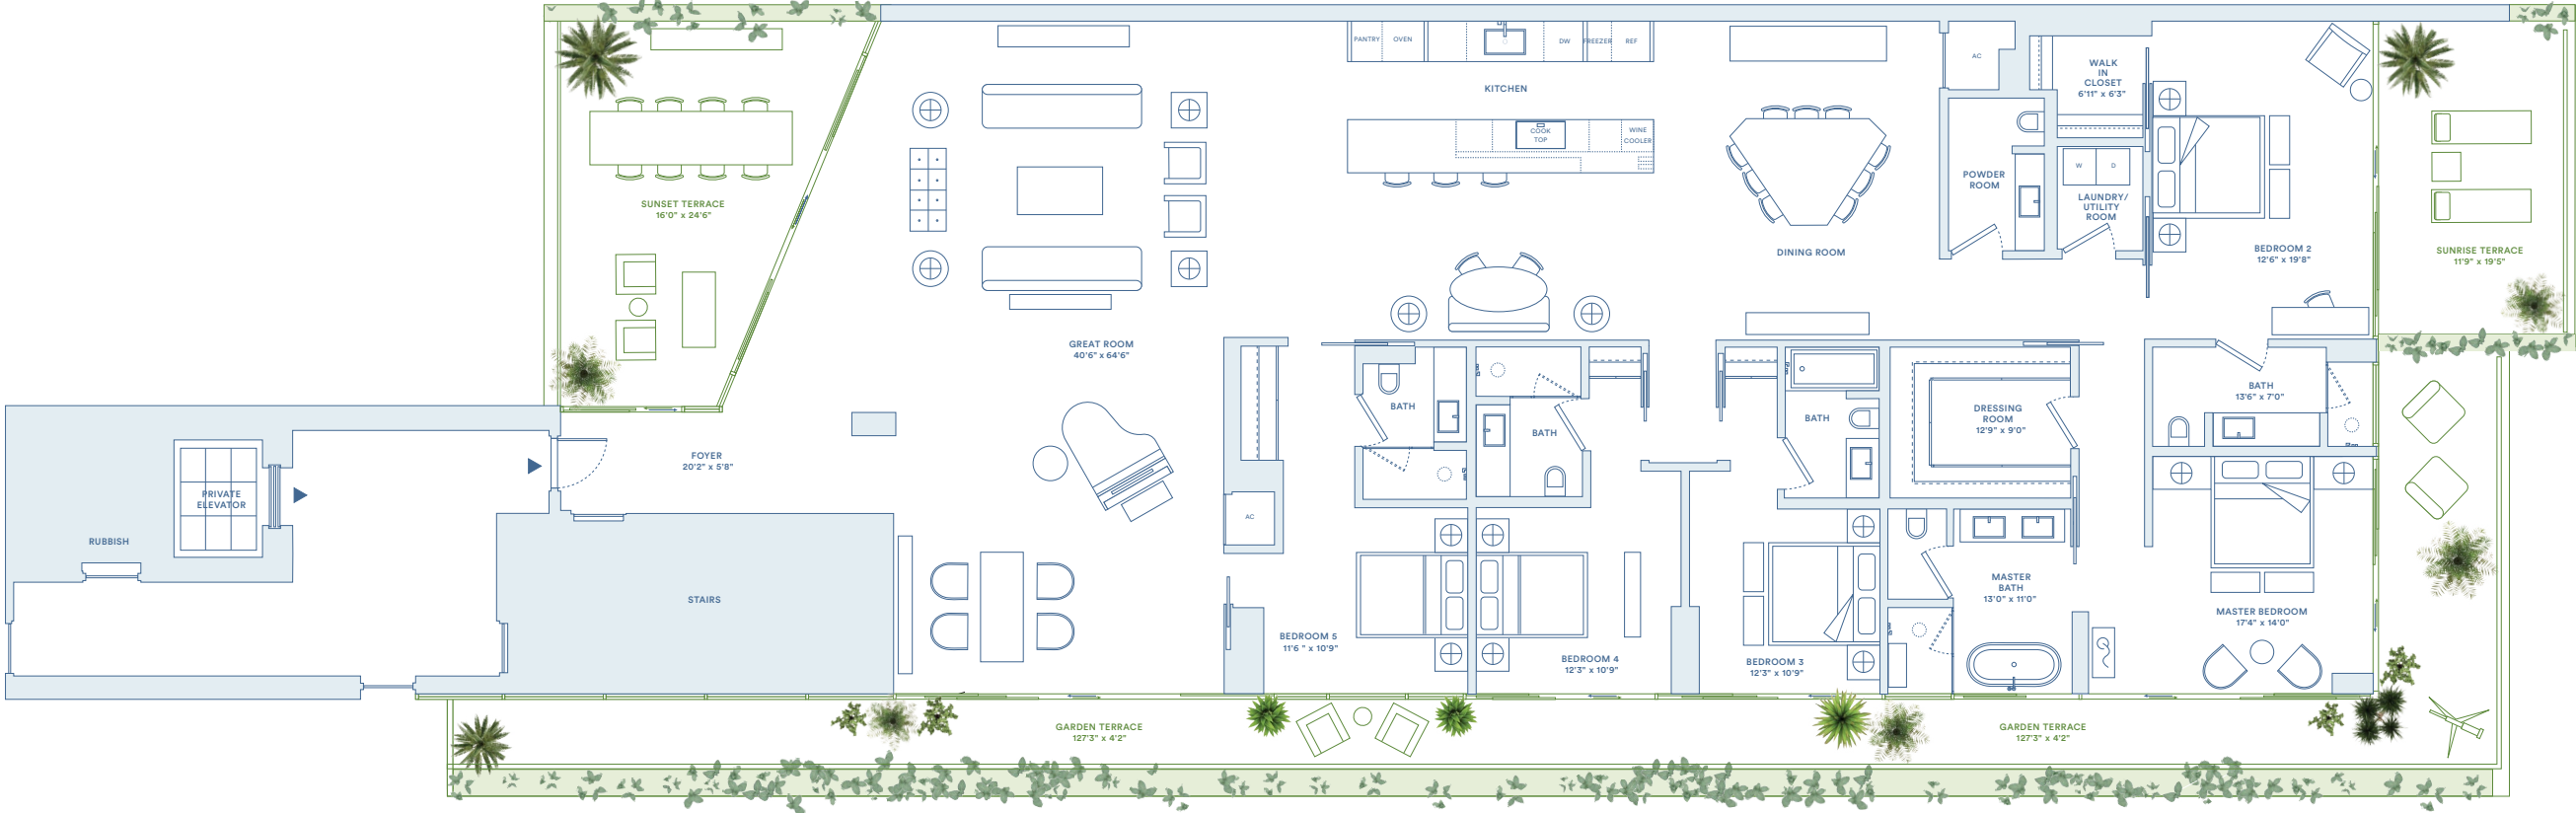 PANTRY
OVEN
DW
FREEZER
REF
KITCHEN
COOK
TOP
WINE
COOLER
AC
WALK
IN
CLOSET
6'11" x 6'3"
POWDER
ROOM
W
D
LAUNDRY/
UTILITY
ROOM
BEDROOM 2
12'6" x 19'8"
SUNRISE TERRACE
11'9" x 19'5"
SUNSET TERRACE
16'0" x 24'6"
DINING ROOM
GREAT ROOM
40'6" x 64'6"
FOYER
20'2" x 5'8"
PRIVATE
ELEVATOR
RUBBISH
STAIRS
AC
BATH
BATH
BATH
DRESSING
ROOM
12'9" x 9'0"
BATH
13'6" x 7'0"
MASTER
BATH
13'0" x 11'0"
MASTER BEDROOM
17'4" x 14'0"
BEDROOM 5
11'6 " x 10'9"
BEDROOM 4
12'3" x 10'9"
BEDROOM 3
12'3" x 10'9"
GARDEN TERRACE
127'3" x 4'2"
GARDEN TERRACE
127'3" x 4'2"